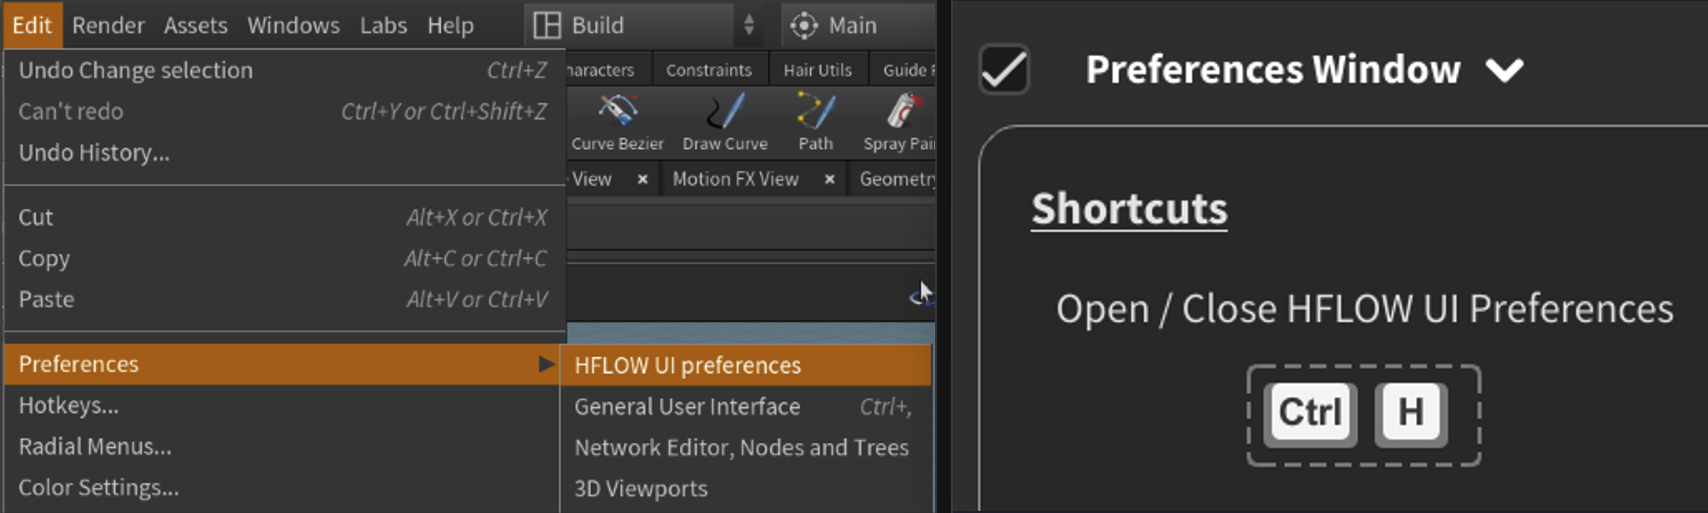 Edit Render Assets Windows Labs Help Build Main
Undo Change selection Ctrl+Z
Can't redo Ctrl+Y or Ctrl+Shift+Z
Undo History...
Cut Alt+X or Ctrl+X
Copy Alt+C or Ctrl+C
Paste Alt+V or Ctrl+V
Preferences
Hotkeys...
Radial Menus...
Color Settings...
HFLOW UI preferences
General User Interface Ctrl+,
Network Editor, Nodes and Trees
3D Viewports
haracters Constraints Hair Utils Guide
Curve Bezier Draw Curve Path Spray Pai
View × Motion FX View × Geometry
Preferences Window
Shortcuts
Open / Close HFLOW UI Preferences
Ctrl H